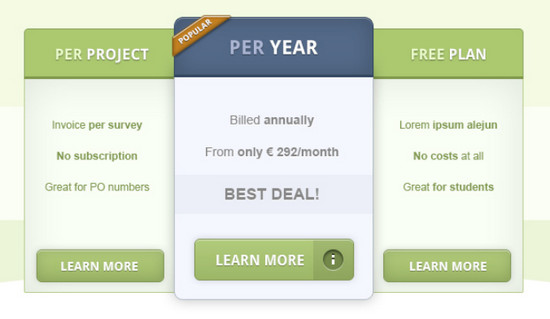 PER PROJECT
Invoice per survey
No subscription
Great for PO numbers
LEARN MORE
POPULAR
PER YEAR
Billed annually
From only € 292/month
BEST DEAL!
LEARN MORE i
FREE PLAN
Lorem ipsum alejun
No costs at all
Great for students
LEARN MORE